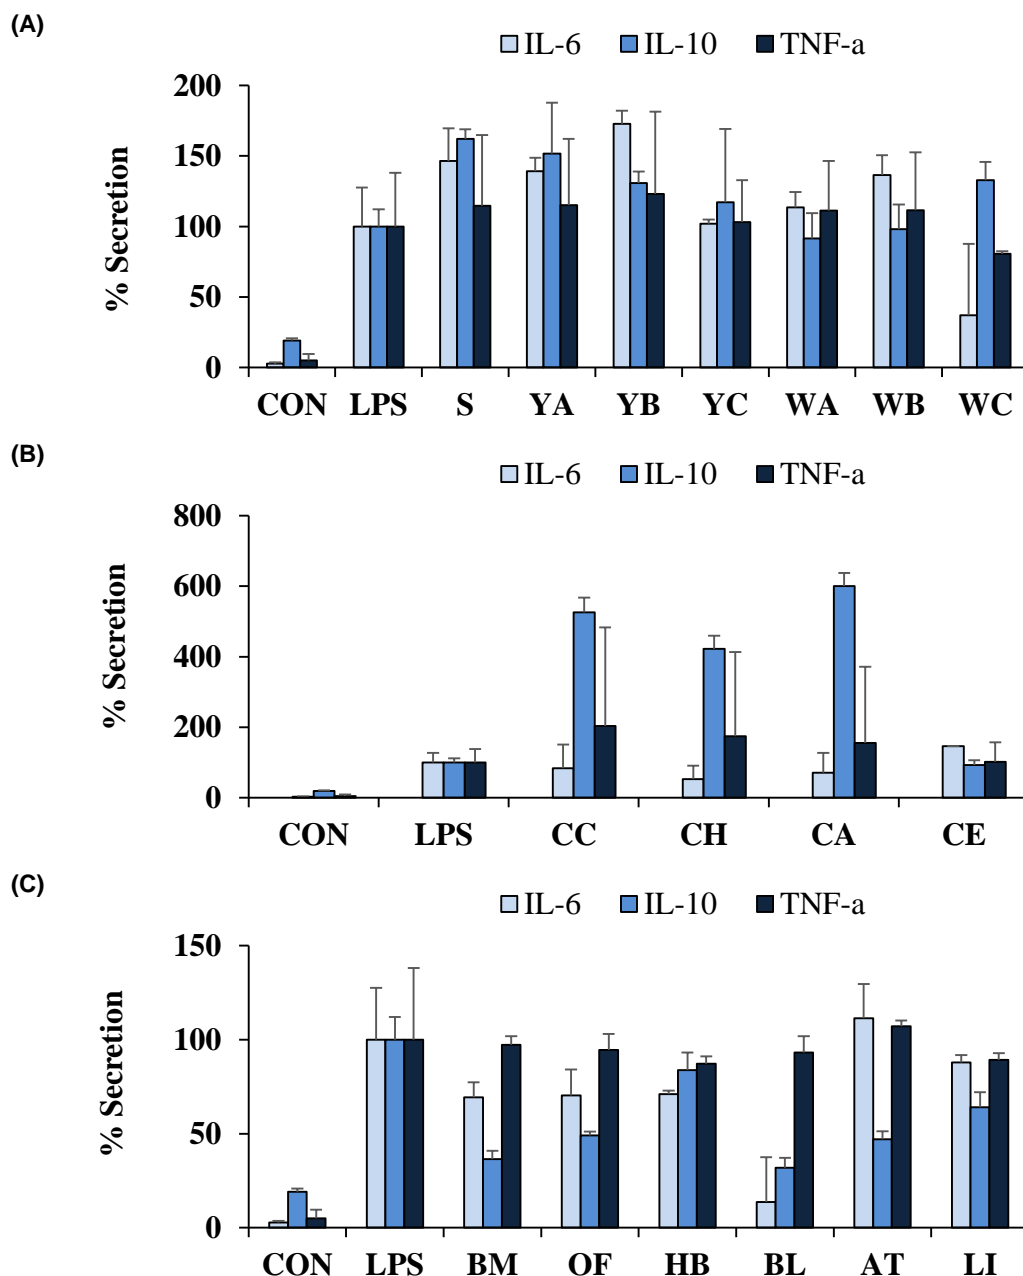 (A)
IL-6 IL-10 TNF-a
% Secretion
200
150
100
50
0
CON LPS S YA YB YC WA WB WC
(B)
IL-6 IL-10 TNF-a
% Secretion
800
600
400
200
0
CON LPS CC CH CA CE
(C)
IL-6 IL-10 TNF-a
% Secretion
150
100
50
0
CON LPS BM OF HB BL AT LI